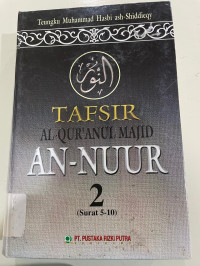 Teungku Muhammad Hasbi ash-Shiddieqy
النور
TAFSIR
AL-QUR'ANUL MAJID
AN-NUUR
2
(Surat 5-10)
PT. PUSTAKA RIZKI PUTRA